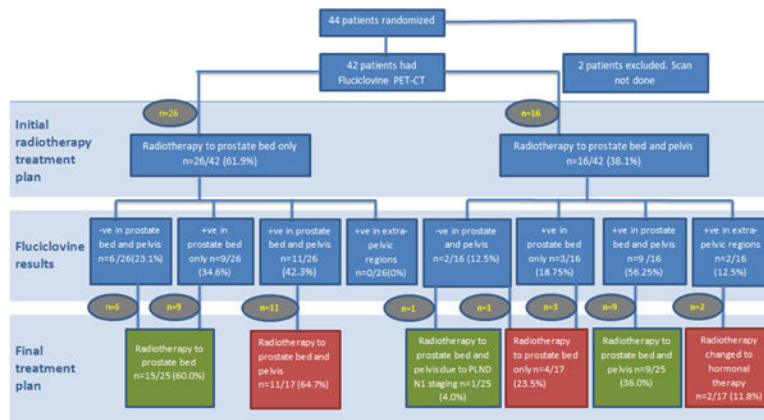 44 patients randomized
42 patients had
Fluciclovine PET-CT
2 patients excluded. Scan
not done
n=26
n=16
Initial
radiotherapy
treatment
plan
Radiotherapy to prostate bed only
n=26/42 (61.9%)
Radiotherapy to prostate bed and pelvis
n=16/42 (38.1%)
Fluciclovine
results
-ve in prostate
bed and pelvis
n=6/26(23.1%)
+ve in
prostate bed
only n=9/26
(34.6%)
+ve in prostate
bed and pelvis
n=11/26
(42.3%)
+ve in extra-
pelvic
regions
n=0/26(0%)
-ve in prostate
and pelvis
n=2/16 (12.5%)
+ve in
prostate bed
only n=3/16
(18.75%)
+ve in prostate
bed and pelvis
n=9 /16
(56.25%)
+ve in extra-
pelvic regions
n=2/16
(12.5%)
n=6
n=9
n=11
n=1
n=1
n=3
n=9
n=2
Final
treatment
plan
Radiotherapy to
prostate bed
n=15/25 (60.0%)
Radiotherapy to
prostate bed and
pelvis
n=11/17 (64.7%)
Radiotherapy to
prostate bed and
pelvis due to PLND
N1 staging n=1/25
(4.0%)
Radiotherapy
to prostate bed
only n=4/17
(23.5%)
Radiotherapy to
prostate bed and
pelvis n=9/25
(36.0%)
Radiotherapy
changed to
hormonal therapy
n=2/17 (11.8%)